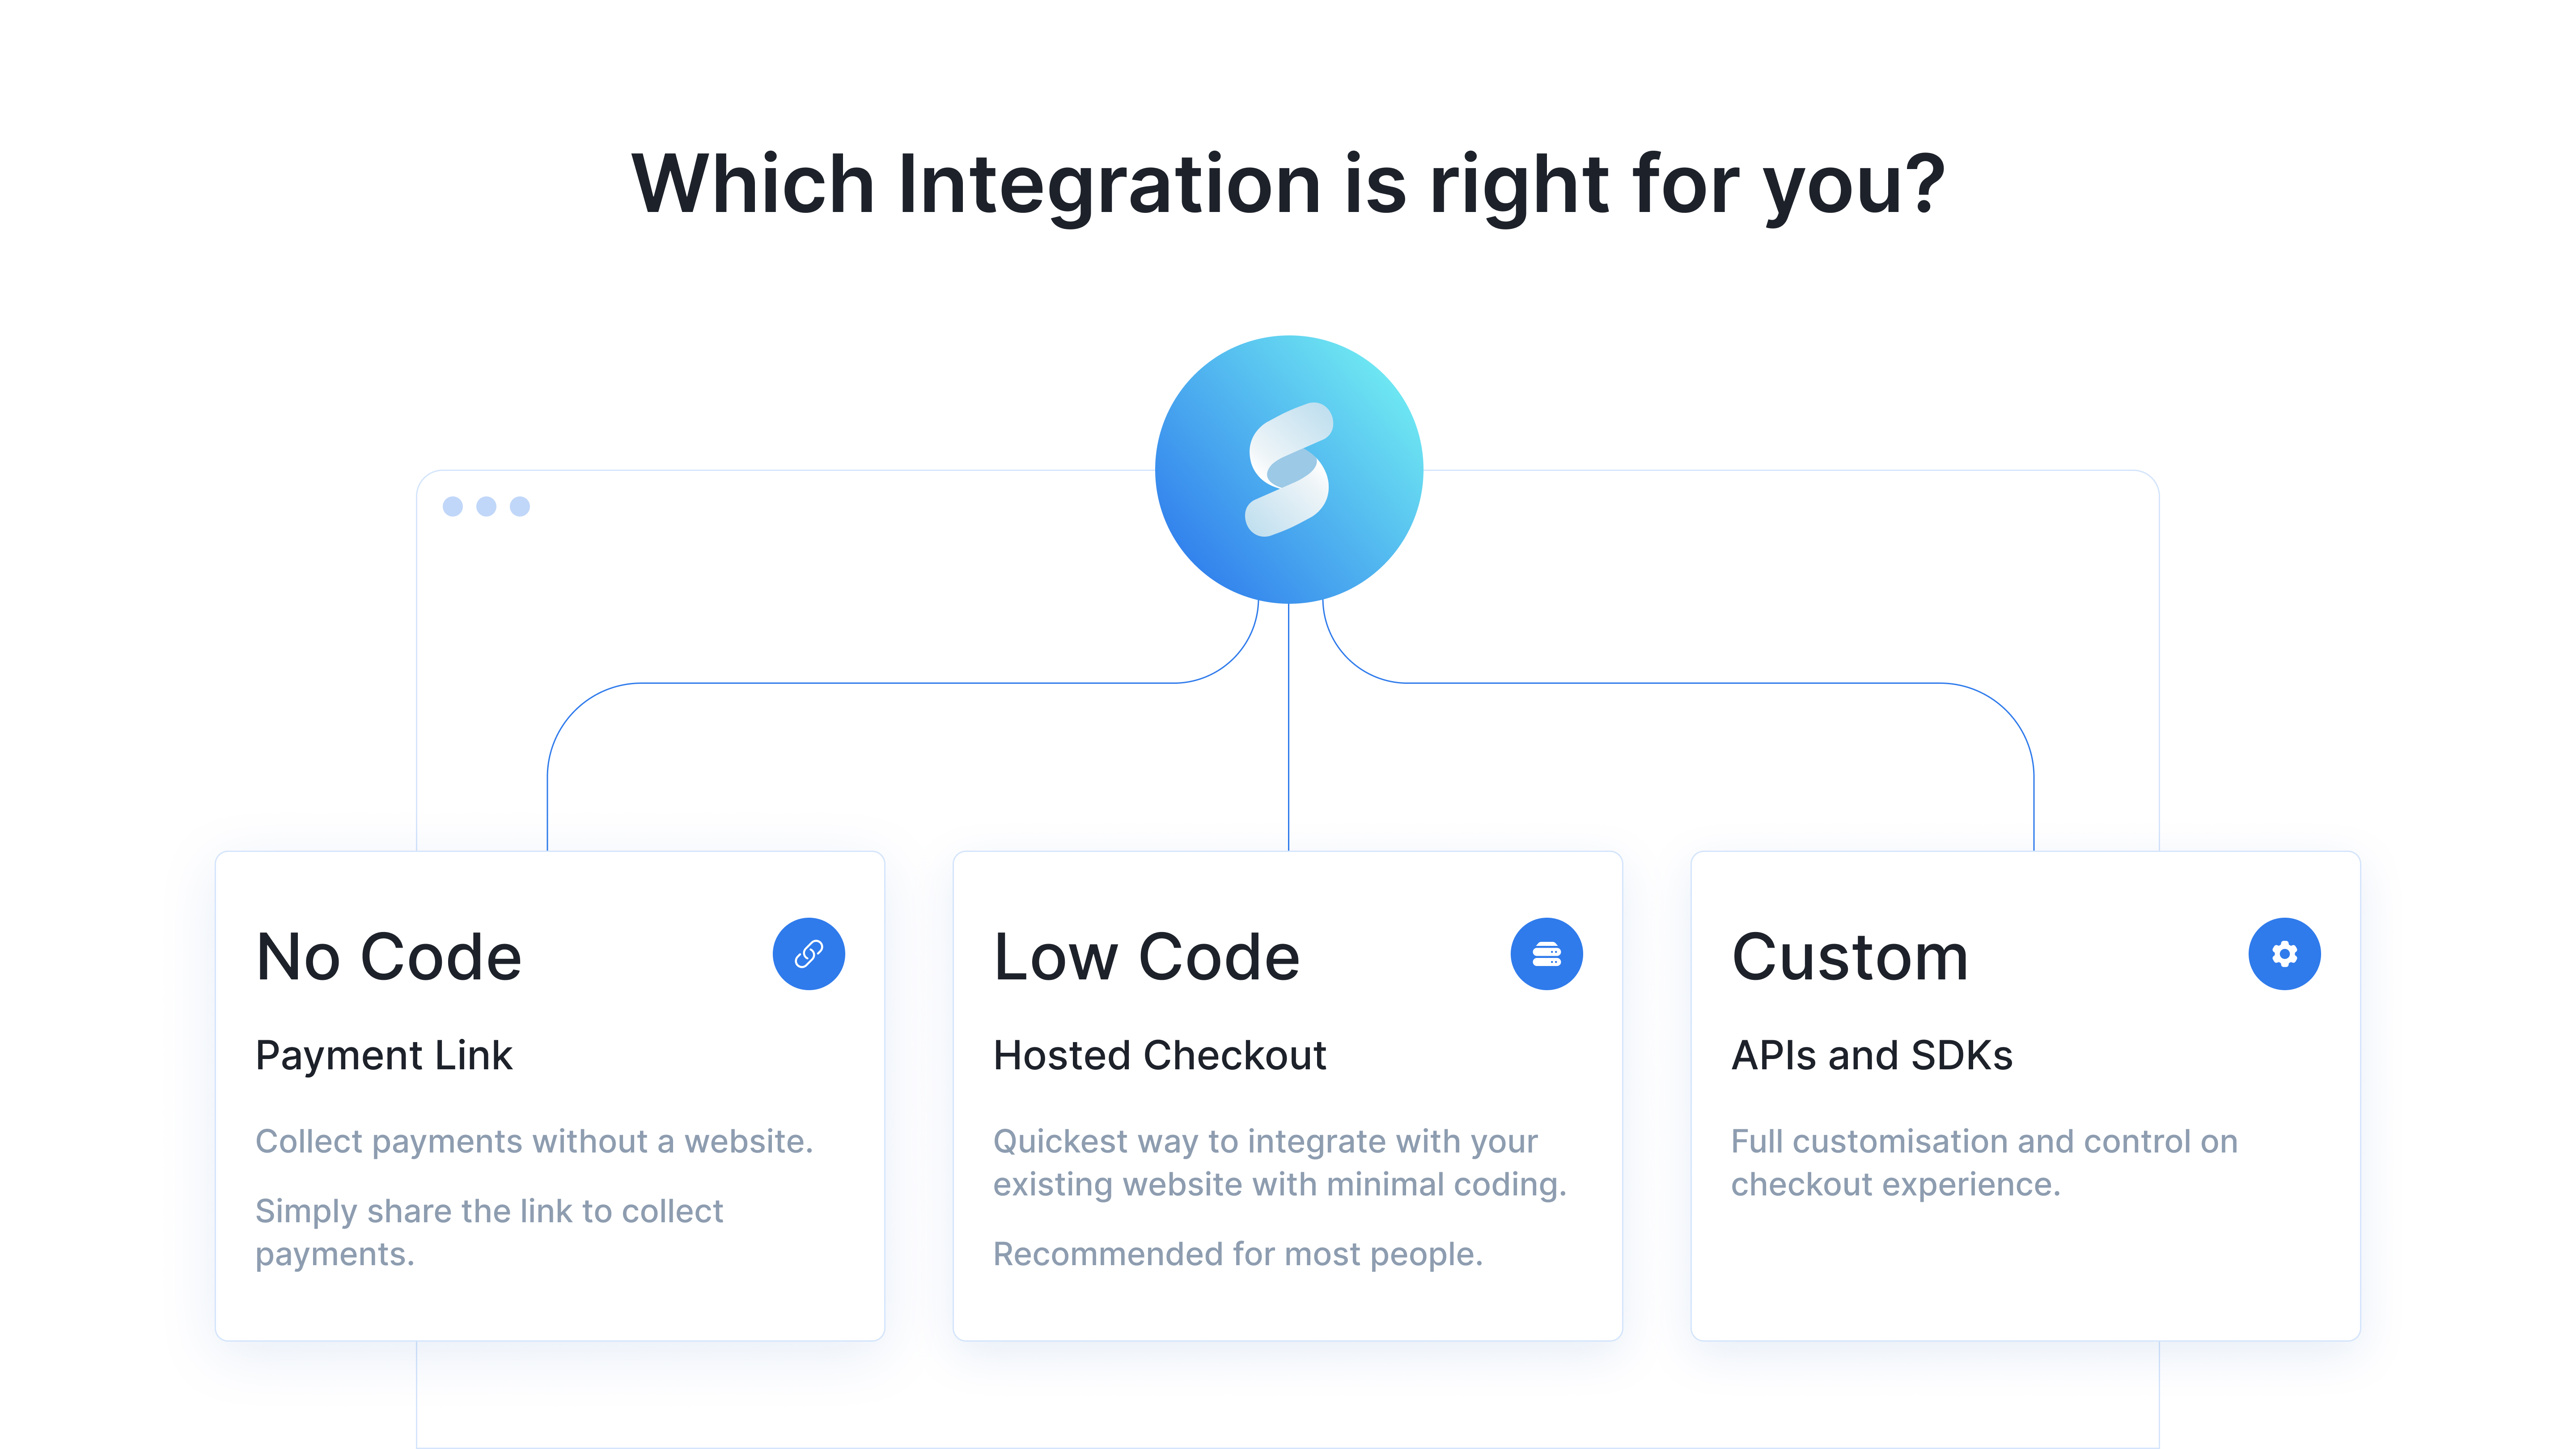 Which Integration is right for you?
No Code
Payment Link
Collect payments without a website.
Simply share the link to collect
payments.
Low Code
Hosted Checkout
Quickest way to integrate with your
existing website with minimal coding.
Recommended for most people.
Custom
APIs and SDKs
Full customisation and control on
checkout experience.